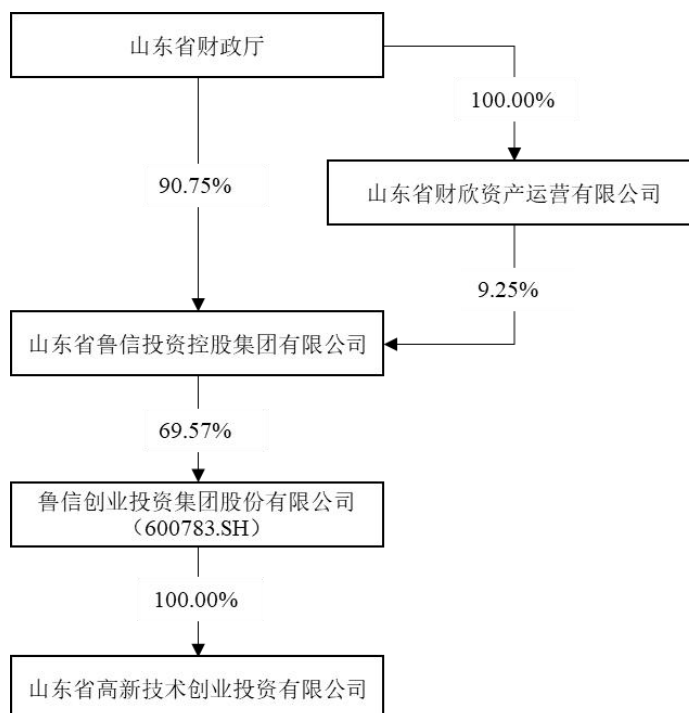 山东省财政厅
100.00%
90.75%
山东省财欣资产运营有限公司
9.25%
山东省鲁信投资控股集团有限公司
69.57%
鲁信创业投资集团股份有限公司
（600783.SH）
100.00%
山东省高新技术创业投资有限公司